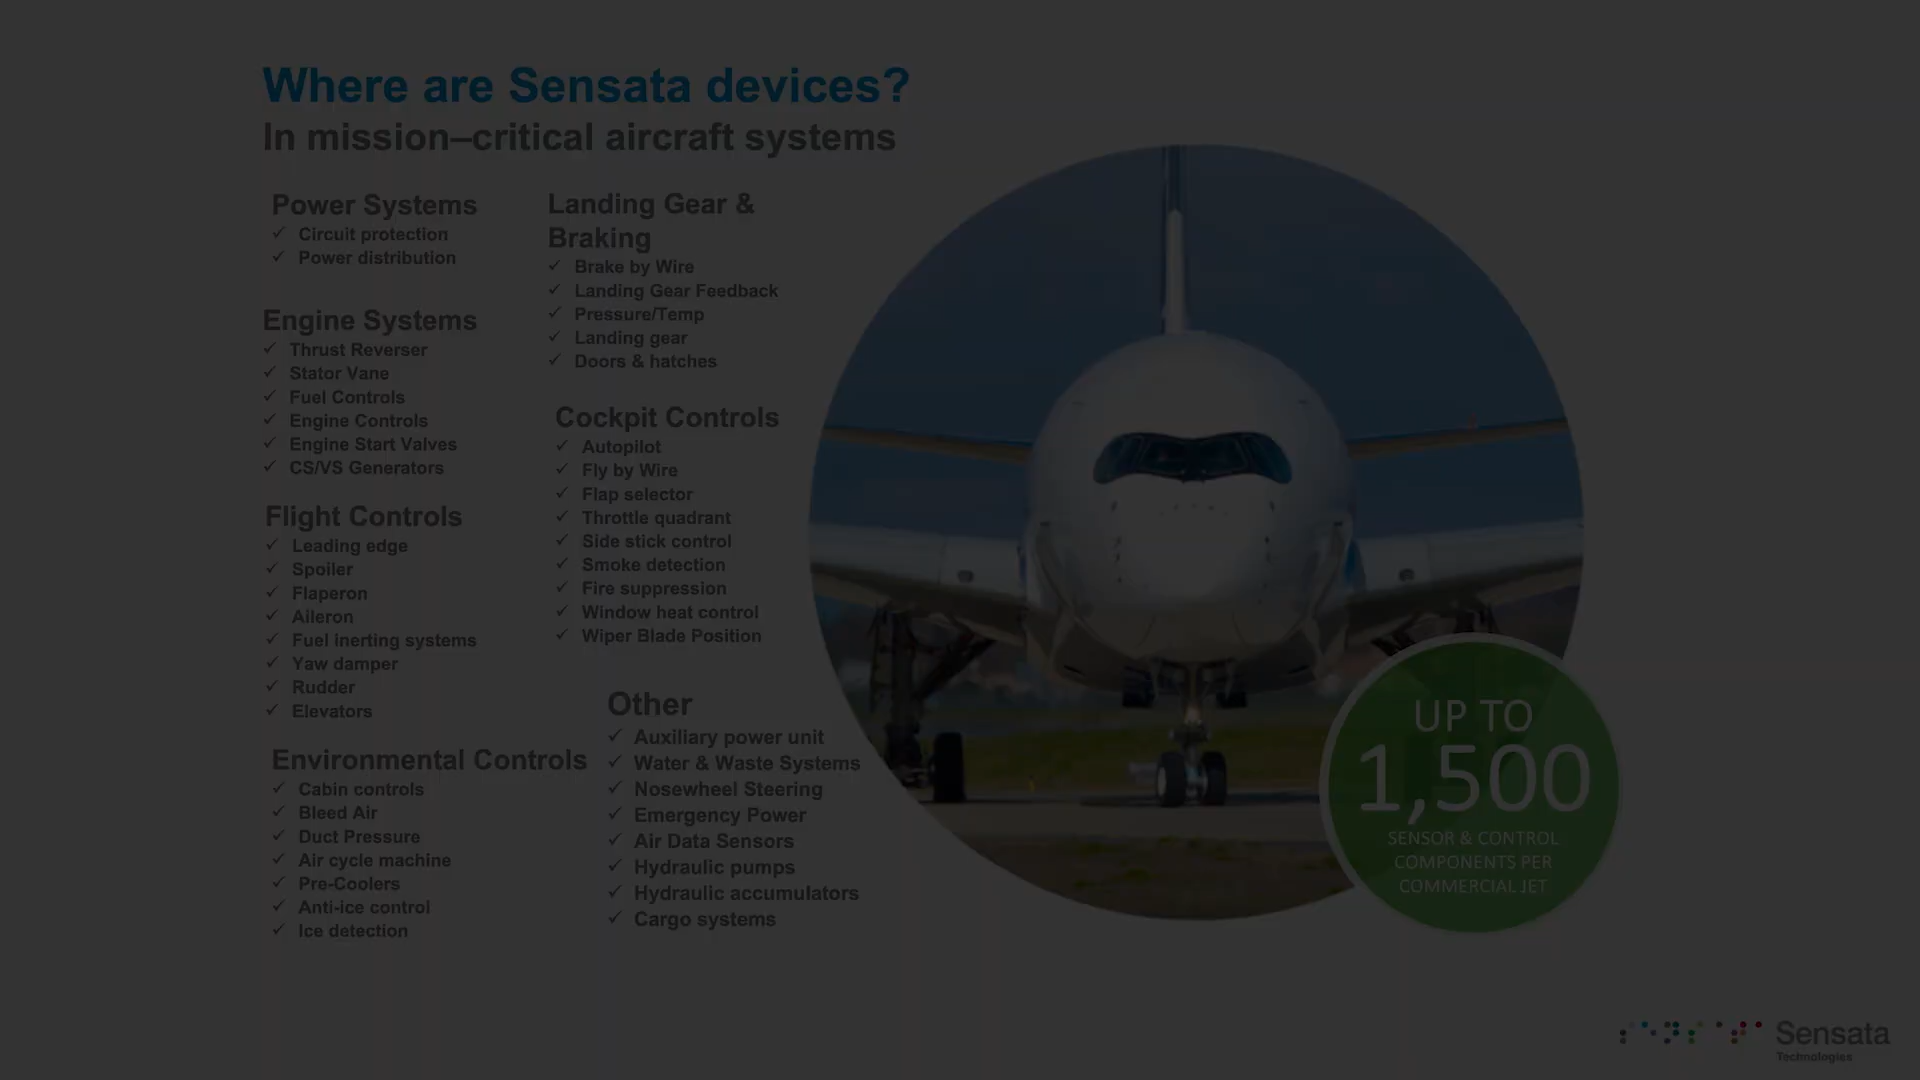 Where are Sensata devices?
In mission–critical aircraft systems
Power Systems
✓ Circuit protection
✓ Power distribution
Engine Systems
✓ Thrust Reverser
✓ Stator Vane
✓ Fuel Controls
✓ Engine Controls
✓ Engine Start Valves
✓ CS/VS Generators
Flight Controls
✓ Leading edge
✓ Spoiler
✓ Flaperon
✓ Aileron
✓ Fuel inerting systems
✓ Yaw damper
✓ Rudder
✓ Elevators
Environmental Controls
✓ Cabin controls
✓ Bleed Air
✓ Duct Pressure
✓ Air cycle machine
✓ Pre-Coolers
✓ Anti-ice control
✓ Ice detection
Landing Gear &
Braking
✓ Brake by Wire
✓ Landing Gear Feedback
✓ Pressure/Temp
✓ Landing gear
✓ Doors & hatches
Cockpit Controls
✓ Autopilot
✓ Fly by Wire
✓ Flap selector
✓ Throttle quadrant
✓ Side stick control
✓ Smoke detection
✓ Fire suppression
✓ Window heat control
✓ Wiper Blade Position
Other
✓ Auxiliary power unit
✓ Water & Waste Systems
✓ Nosewheel Steering
✓ Emergency Power
✓ Air Data Sensors
✓ Hydraulic pumps
✓ Hydraulic accumulators
✓ Cargo systems
UP TO
1,500
SENSOR & CONTROL
COMPONENTS PER
COMMERCIAL JET
Sensata
Technologies